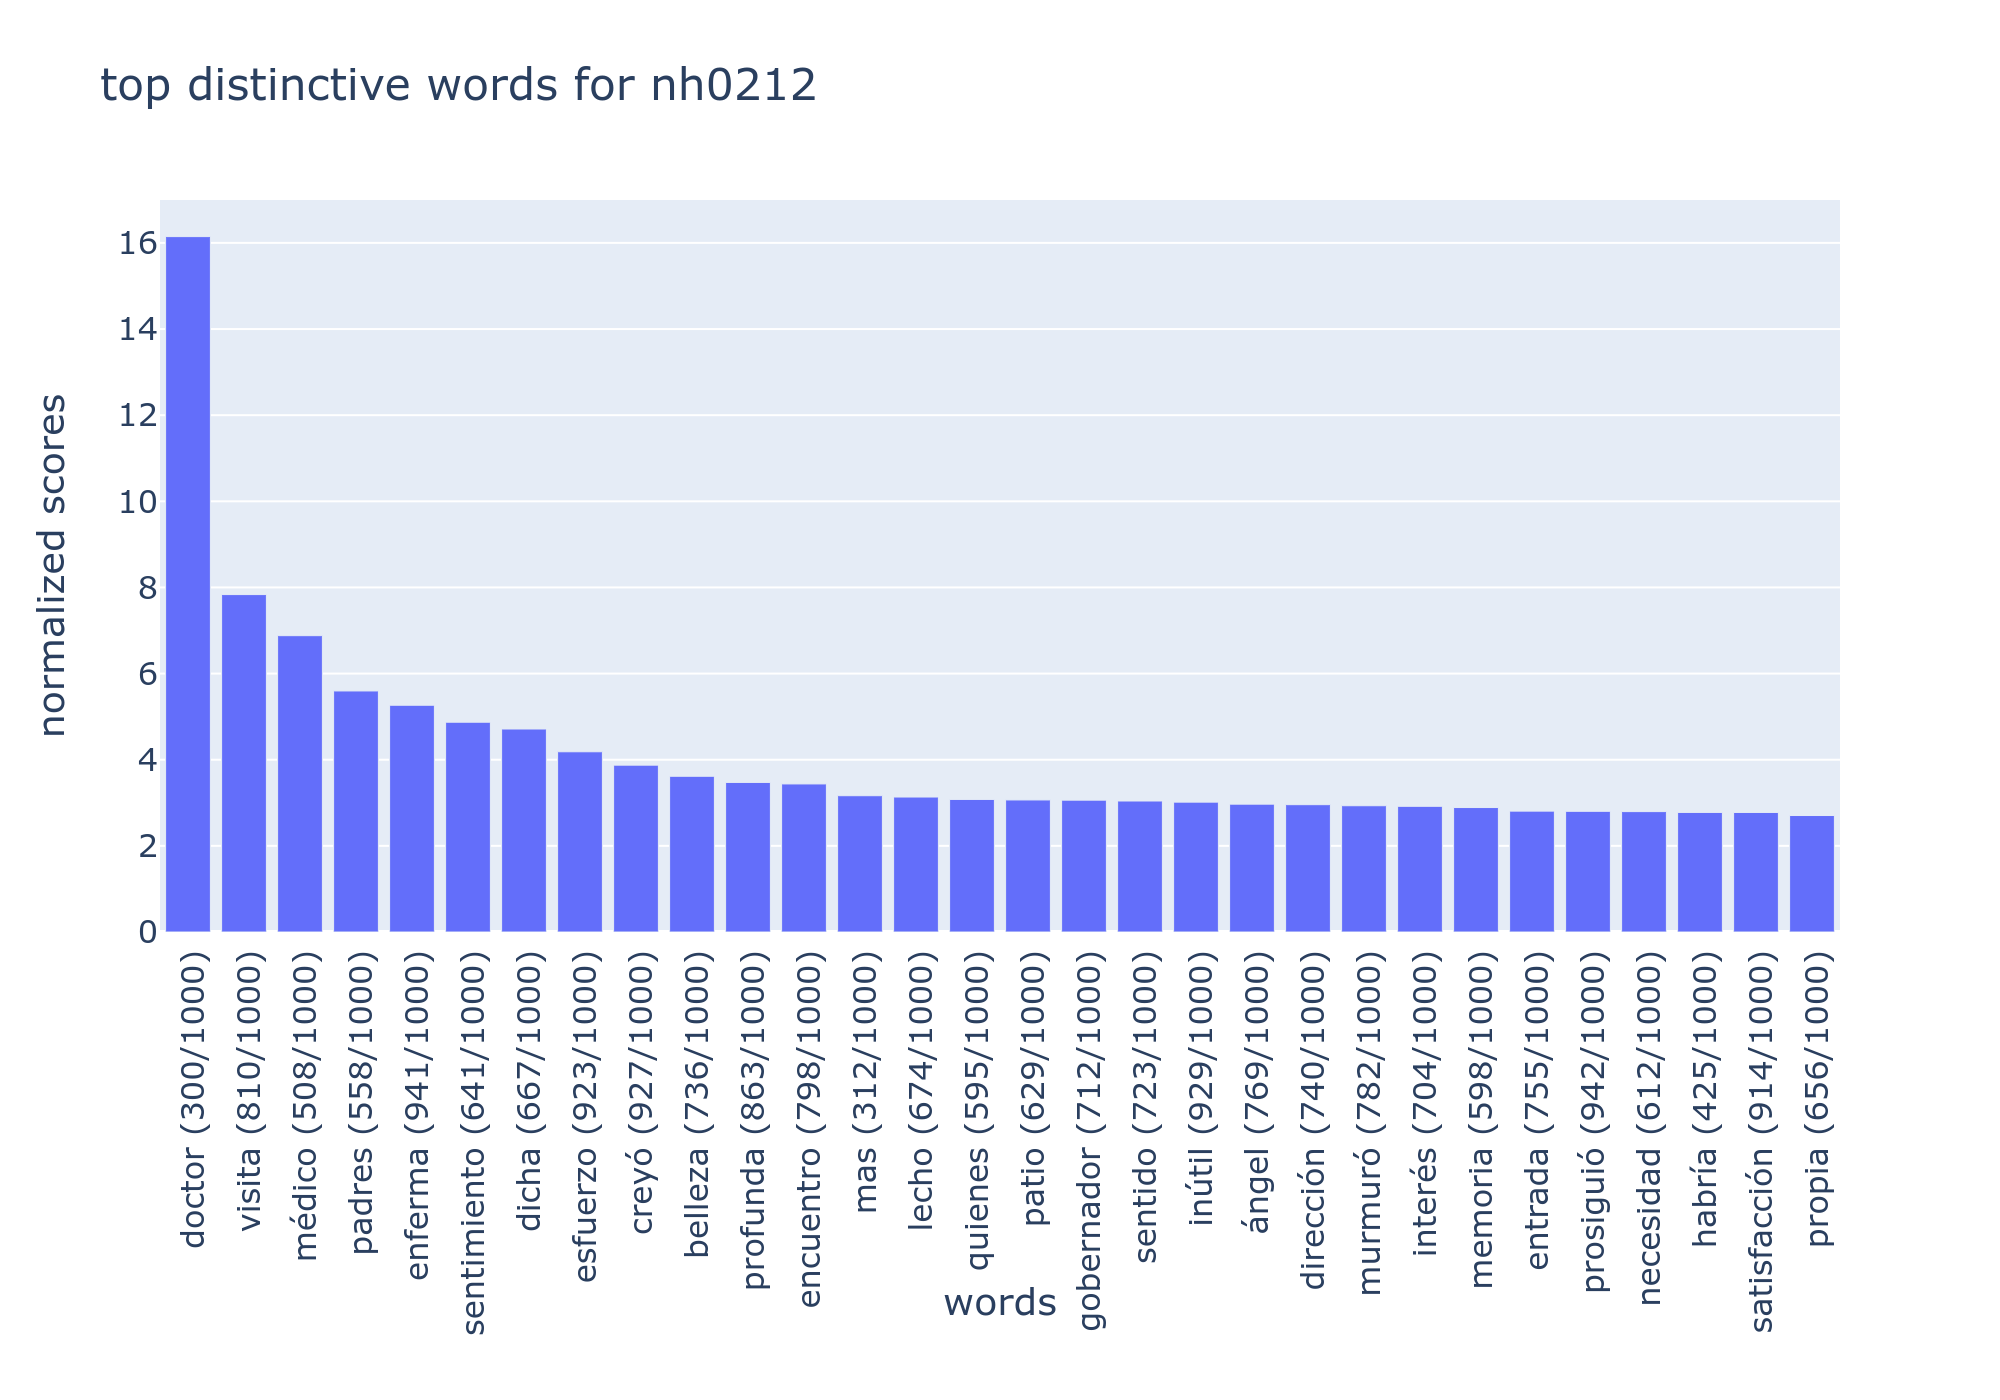 top distinctive words for nh0212
normalized scores
16
14
12
10
8
6
4
2
0
doctor (300/1000)
visita (810/1000)
médico (508/1000)
padres (558/1000)
enferma (941/1000)
sentimiento (641/1000)
dicha (667/1000)
esfuerzo (923/1000)
creyó (927/1000)
belleza (736/1000)
profunda (863/1000)
encuentro (798/1000)
mas (312/1000)
lecho (674/1000)
quienes (595/1000)
patio (629/1000)
gobernador (712/1000)
sentido (723/1000)
inútil (929/1000)
ángel (769/1000)
dirección (740/1000)
murmuró (782/1000)
interés (704/1000)
memoria (598/1000)
entrada (755/1000)
prosiguió (942/1000)
necesidad (612/1000)
habría (425/1000)
satisfacción (914/1000)
propia (656/1000)
words